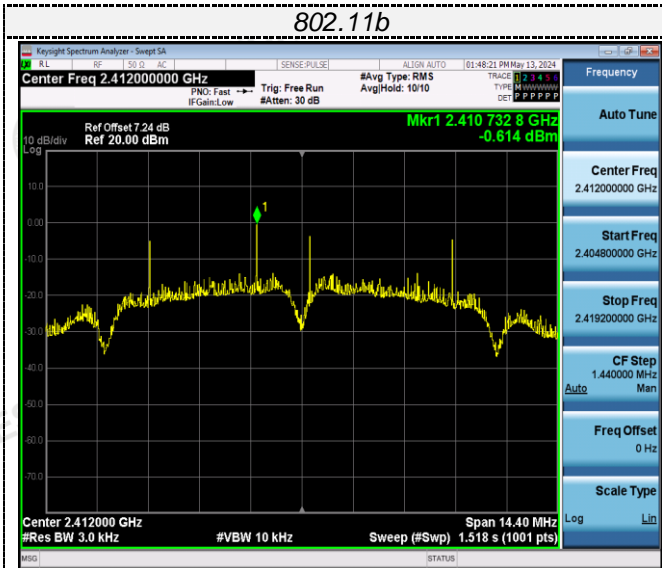 802.11b
Keysight Spectrum Analyzer - Swept SA
RL RF 50 Ω AC SENSE:PULSE ALIGN AUTO 01:48:21 PM May 13, 2024
Center Freq 2.412000000 GHz
PNO: Fast
IFGain:Low
Trig: Free Run
#Atten: 30 dB
#Avg Type: RMS
Avg|Hold: 10/10
TRACE 1 2 3 4 5 6
TYPE M WWWWW
DET P P P P P P
Ref Offset 7.24 dB
10 dB/div Ref 20.00 dBm
Log
Mkr1 2.410 732 8 GHz
-0.614 dBm
1
10.0
0.00
-10.0
-20.0
-30.0
-40.0
-50.0
-60.0
-70.0
Center 2.412000 GHz
Span 14.40 MHz
#Res BW 3.0 kHz #VBW 10 kHz Sweep (#Swp) 1.518 s (1001 pts)
MSG STATUS
Frequency
Auto Tune
Center Freq
2.412000000 GHz
Start Freq
2.404800000 GHz
Stop Freq
2.419200000 GHz
CF Step
1.440000 MHz
Auto Man
Freq Offset
0 Hz
Scale Type
Log Lin